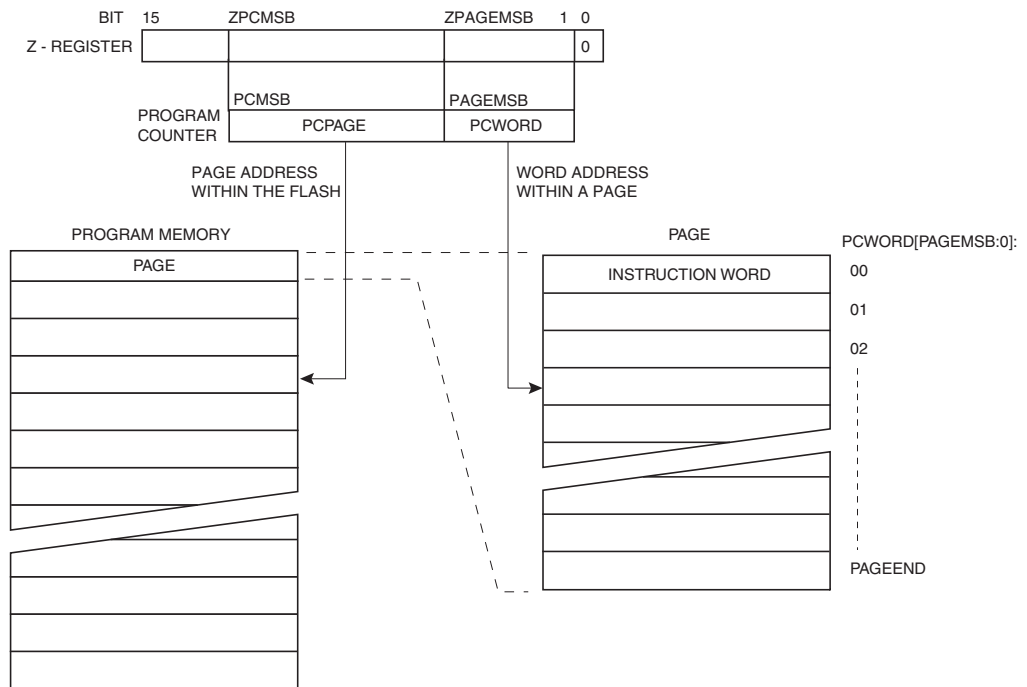 BIT 15 ZPCMSB ZPAGEMSB 1 0
Z - REGISTER 0
PCMSB PAGEMSB
PROGRAM
COUNTER
PCPAGE PCWORD
PAGE ADDRESS
WITHIN THE FLASH
WORD ADDRESS
WITHIN A PAGE
PROGRAM MEMORY
PAGE
PAGE
INSTRUCTION WORD
PCWORD[PAGEMSB:0]:
00
01
02
PAGEEND